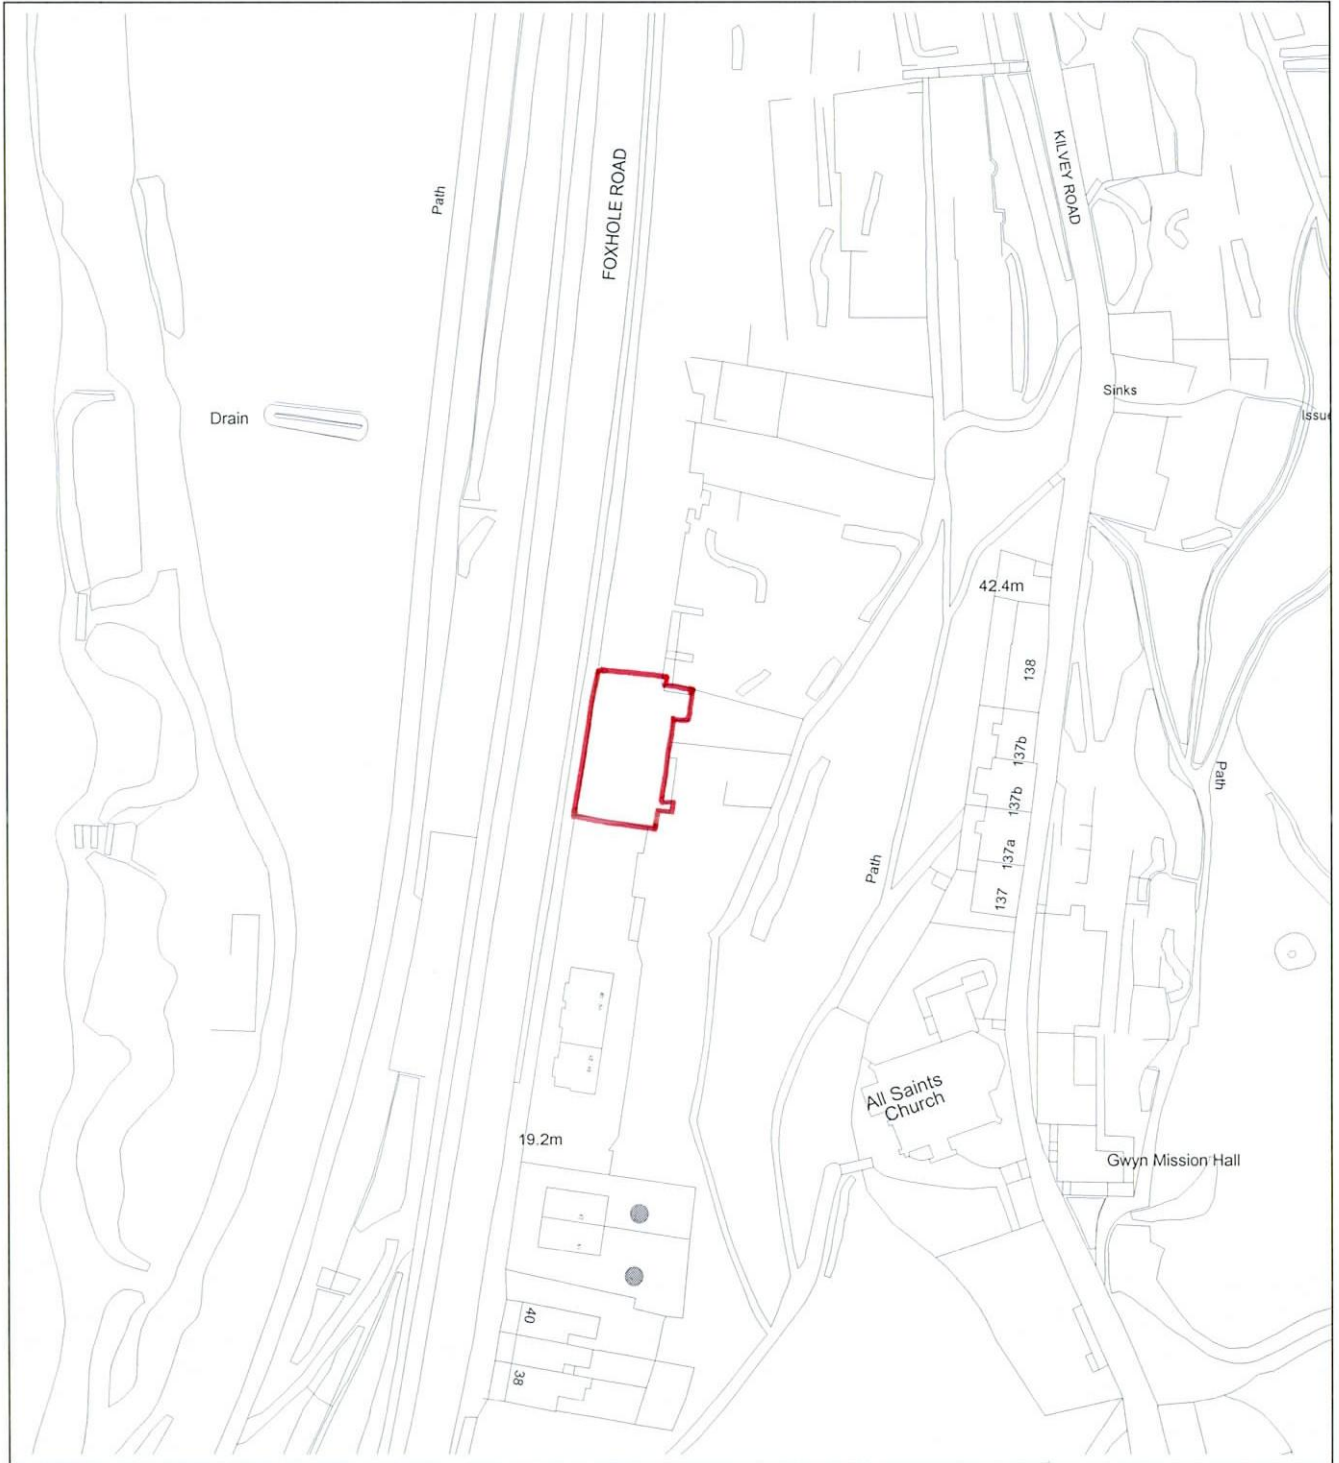 KILVEY ROAD
FOXHOLE ROAD
Path
Sinks
Drain
42.4m
138
137b
Path
137b
137a
Path
137
All Saints
Church
19.2m
Gwyn Mission Hall
40
38